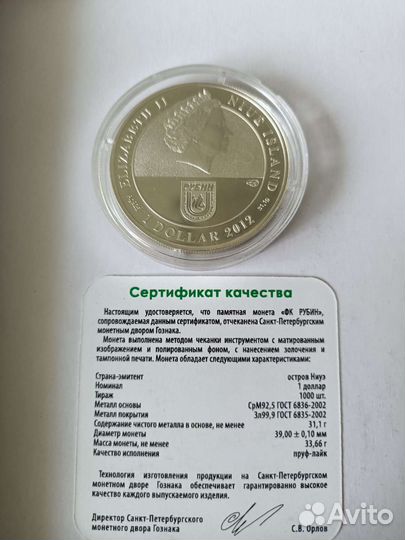 ELIZABETH II
NIUE ISLAND
РУБИН
1 DOLLAR 2012
Сертификат качества
Настоящим удостоверяется, что памятная монета «ФК РУБИН»,
сопровождаемая данным сертификатом, отчеканена Санкт-Петербургским
монетным двором Гознака.
Монета выполнена методом чеканки инструментом с матированным
изображением и полированным фоном, с нанесением золочения и
тампонной печати. Монета обладает следующими характеристиками:
Страна-эмитент остров Ниуэ
Номинал 1 доллар
Тираж 1000 шт.
Металл основы СрМ92,5 ГОСТ 6836-2002
Металл покрытия Зл99,9 ГОСТ 6835-2002
Содержание чистого металла в основе, не менее 31,1 г
Диаметр монеты 39,00 ± 0,10 мм
Масса монеты, не менее 33,66 г
Качество исполнения пруф-лайк
Технология изготовления продукции на Санкт-Петербургском
монетном дворе Гознака обеспечивает гарантированно высокое
качество каждого выпускаемого изделия.
Директор Санкт-Петербургского
монетного двора Гознака С.В. Орлов
Avito